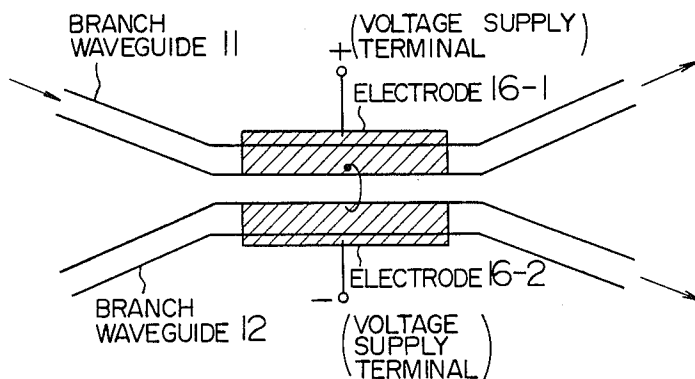 BRANCH
WAVEGUIDE 11
(VOLTAGE SUPPLY
TERMINAL)
+
ELECTRODE 16-1
ELECTRODE 16-2
BRANCH
WAVEGUIDE 12
−
(VOLTAGE
SUPPLY
TERMINAL)